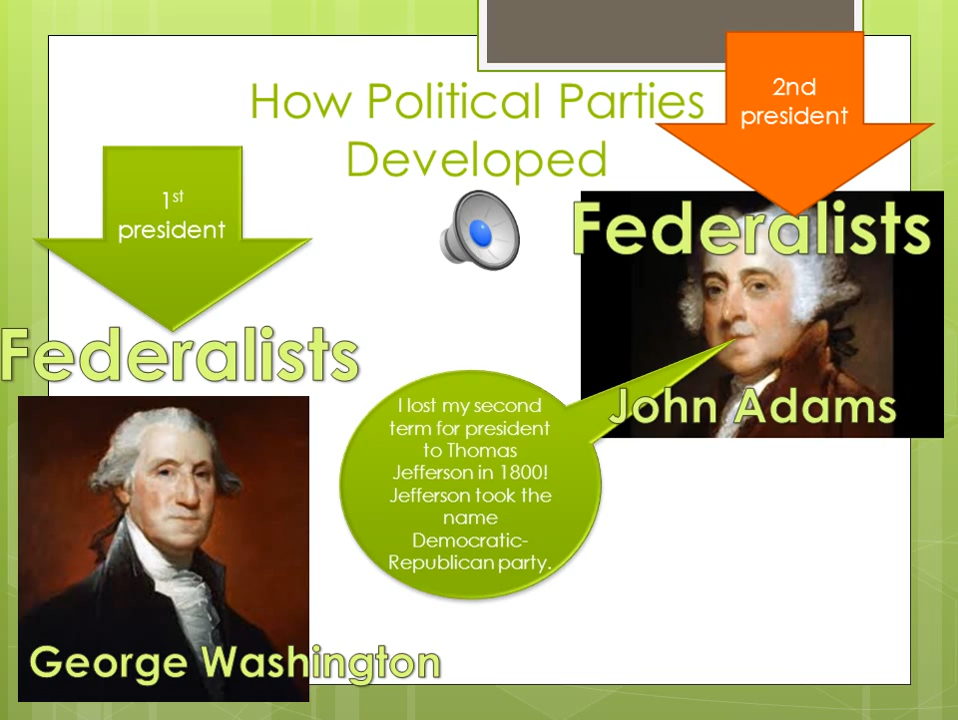 How Political Parties
Developed
1st
president
2nd
president
Federalists
Federalists
I lost my second
term for president
to Thomas
Jefferson in 1800!
Jefferson took the
name
Democratic-
Republican party.
John Adams
George Washington